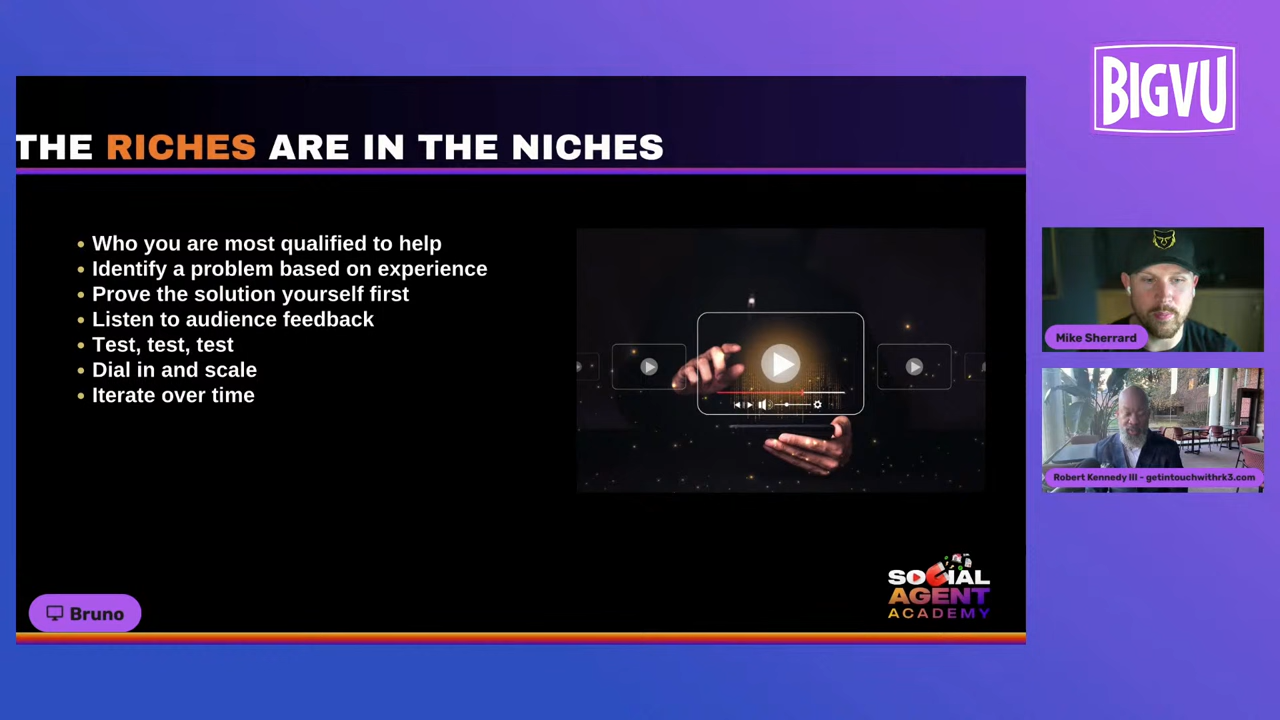 BIGVU
THE RICHES ARE IN THE NICHES
Who you are most qualified to help
Identify a problem based on experience
Prove the solution yourself first
Listen to audience feedback
Test, test, test
Dial in and scale
Iterate over time
Mike Sherrard
Robert Kennedy III - getintouchwithrk3.com
SOCIAL
AGENT
ACADEMY
Bruno